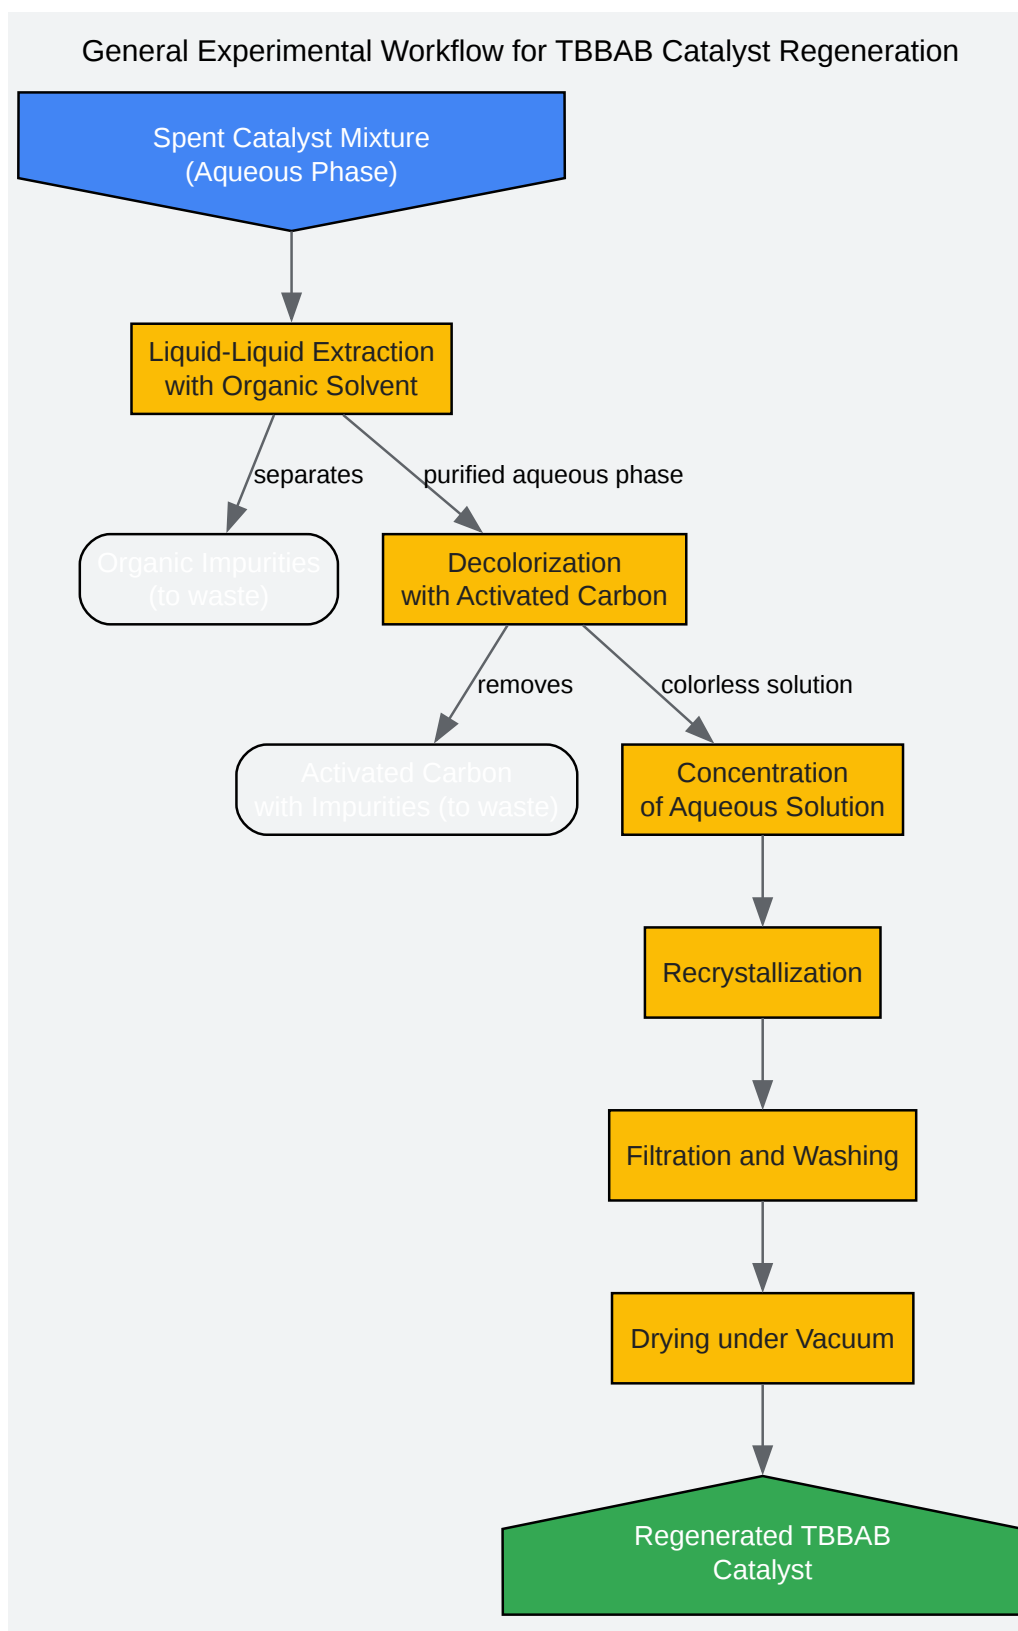 General Experimental Workflow for TBBAB Catalyst Regeneration
Spent Catalyst Mixture
(Aqueous Phase)
Liquid-Liquid Extraction
with Organic Solvent
separates
purified aqueous phase
Organic Impurities
(to waste)
Decolorization
with Activated Carbon
removes
colorless solution
Activated Carbon
with Impurities (to waste)
Concentration
of Aqueous Solution
Recrystallization
Filtration and Washing
Drying under Vacuum
Regenerated TBBAB
Catalyst